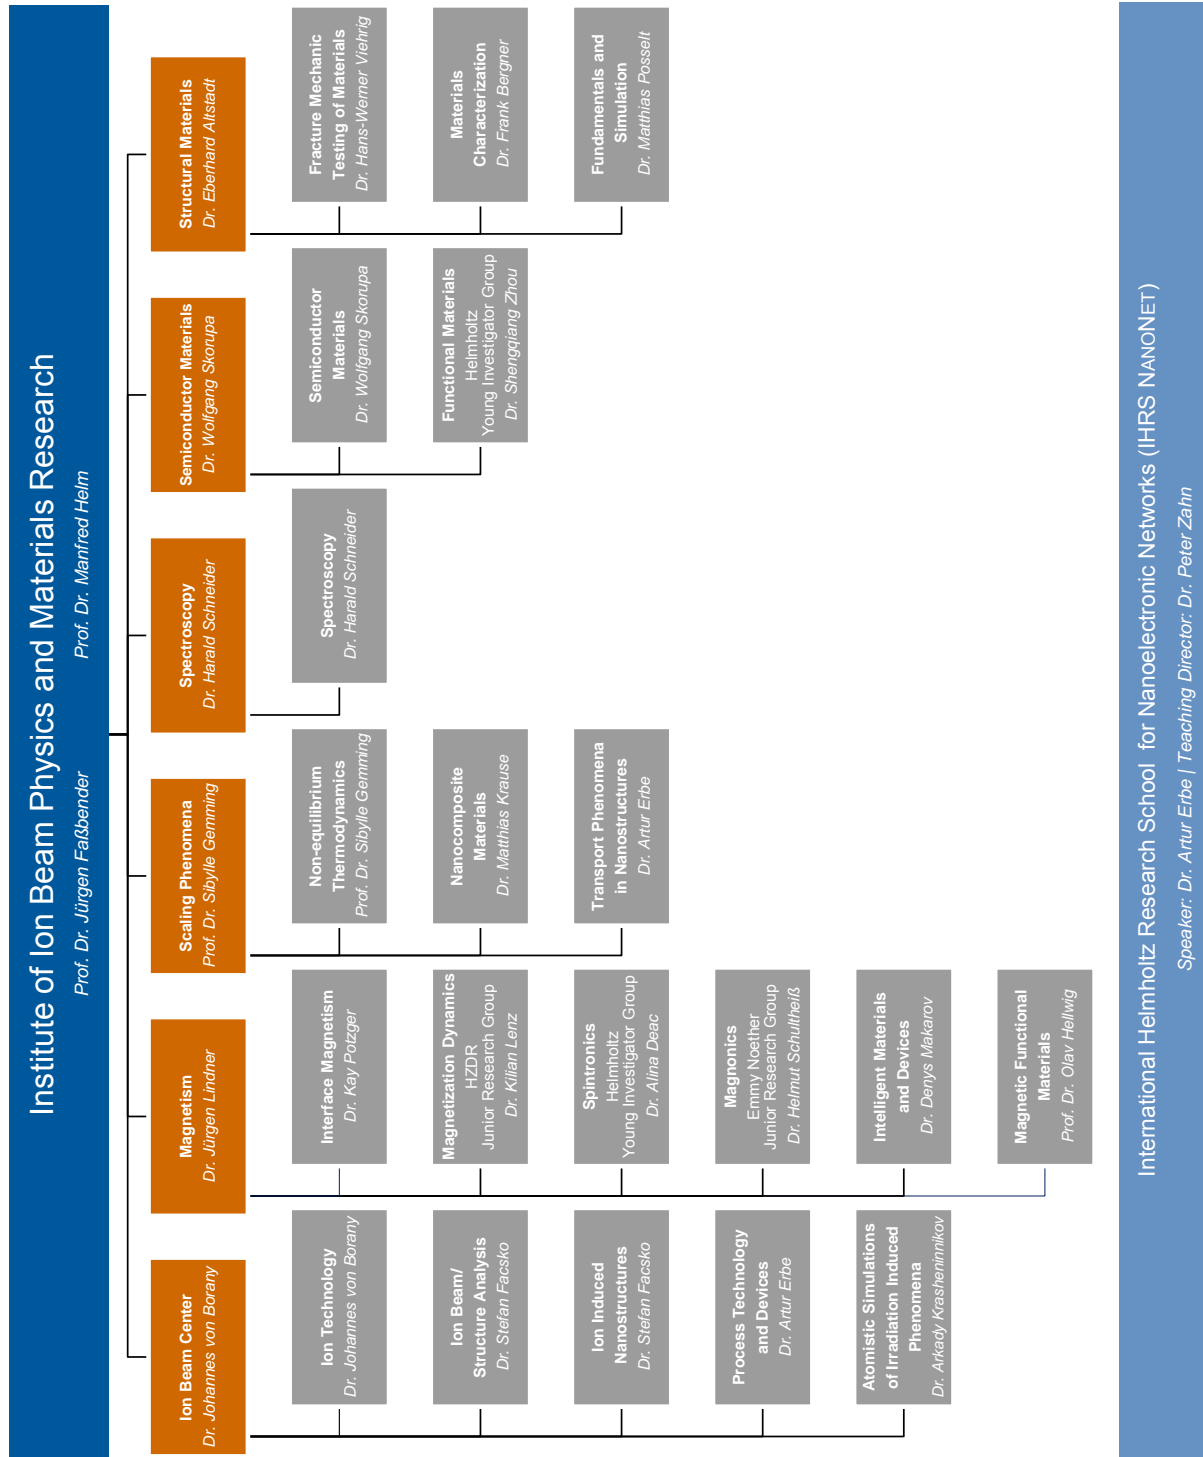 Institute of Ion Beam Physics and Materials Research
Prof. Dr. Jürgen Faßbender
Prof. Dr. Manfred Helm
Ion Beam Center
Dr. Johannes von Borany
Ion Technology
Dr. Johannes von Borany
Ion Beam/
Structure Analysis
Dr. Stefan Facsko
Ion Induced
Nanostructures
Dr. Stefan Facsko
Process Technology
and Devices
Dr. Artur Erbe
Atomistic Simulations
of Irradiation Induced
Phenomena
Dr. Arkady Krasheninnikov
Magnetism
Dr. Jürgen Lindner
Interface Magnetism
Dr. Kay Potzger
Magnetization Dynamics
HZDR
Junior Research Group
Dr. Kilian Lenz
Spintronics
Helmholtz
Young Investigator Group
Dr. Alina Deac
Magnonics
Emmy Noether
Junior Research Group
Dr. Helmut Schultheiß
Intelligent Materials
and Devices
Dr. Denys Makarov
Magnetic Functional
Materials
Prof. Dr. Olav Hellwig
Scaling Phenomena
Prof. Dr. Sibylle Gemming
Non-equilibrium
Thermodynamics
Prof. Dr. Sibylle Gemming
Nanocomposite
Materials
Dr. Matthias Krause
Transport Phenomena
in Nanostructures
Dr. Artur Erbe
Spectroscopy
Dr. Harald Schneider
Spectroscopy
Dr. Harald Schneider
Semiconductor Materials
Dr. Wolfgang Skorupa
Semiconductor
Materials
Dr. Wolfgang Skorupa
Functional Materials
Helmholtz
Young Investigator Group
Dr. Shengqiang Zhou
Structural Materials
Dr. Eberhard Altstadt
Fracture Mechanic
Testing of Materials
Dr. Hans-Werner Viehrig
Materials
Characterization
Dr. Frank Bergner
Fundamentals and
Simulation
Dr. Matthias Posselt
International Helmholtz Research School for Nanoelectronic Networks (IHRS NANONET)
Speaker: Dr. Artur Erbe | Teaching Director: Dr. Peter Zahn